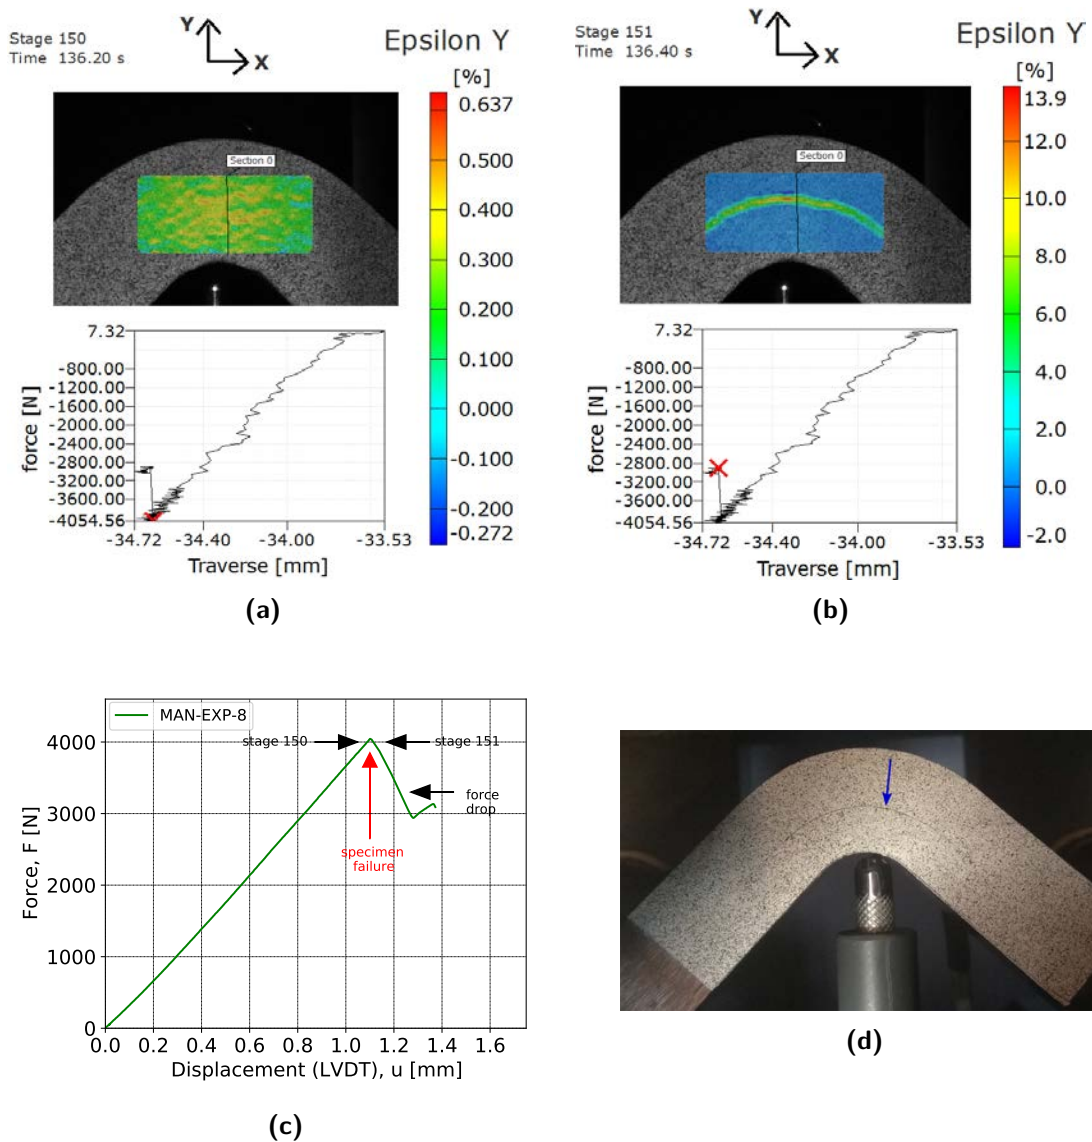 Stage 150
Time 136.20 s
Y
X
Epsilon Y
[%]
0.637
0.500
0.400
0.300
0.200
0.100
0.000
-0.100
-0.200
-0.272
Section 0
7.32
-800.00
-1200.00
-1600.00
-2000.00
-2400.00
-2800.00
-3600.00
-4054.56
force [N]
-34.72 -34.40 -34.00 -33.53
Traverse [mm]
(a)
Stage 151
Time 136.40 s
Y
X
Epsilon Y
[%]
13.9
12.0
10.0
8.0
6.0
4.0
2.0
0.0
-2.0
Section 0
7.32
-800.00
-1200.00
-1600.00
-2000.00
-2400.00
-2800.00
-3600.00
-4054.56
force [N]
-34.72 -34.40 -34.00 -33.53
Traverse [mm]
(b)
MAN-EXP-8
stage 150
stage 151
force
drop
specimen
failure
4000
3000
2000
1000
0
Force, F [N]
0.0 0.2 0.4 0.6 0.8 1.0 1.2 1.4 1.6
Displacement (LVDT), u [mm]
(c)
(d)